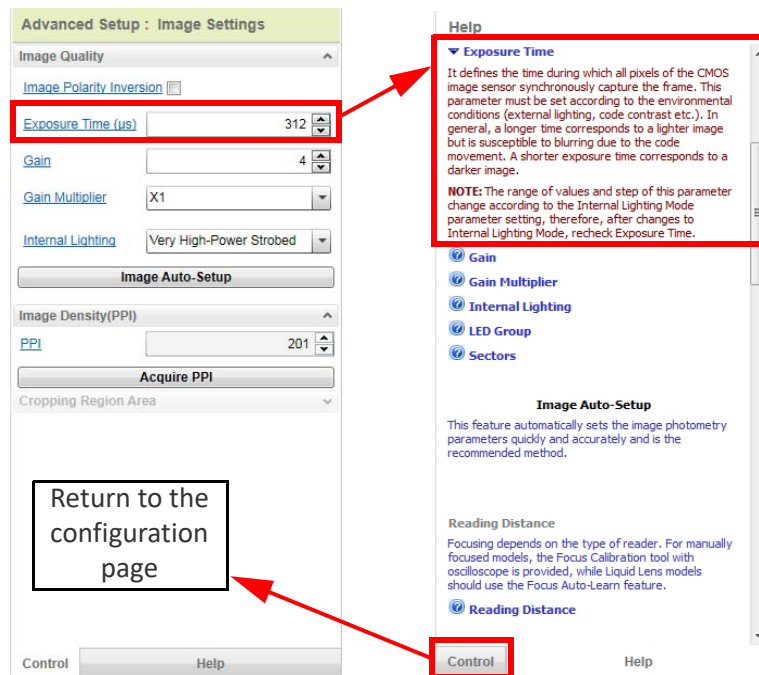 Advanced Setup : Image Settings
Image Quality
Image Polarity Inversion
Exposure Time (µs)
312
Gain
4
Gain Multiplier
X1
Internal Lighting
Very High-Power Strobed
Image Auto-Setup
Image Density(PPI)
PPI
201
Acquire PPI
Cropping Region Area
Return to the
configuration
page
Control
Help
Help
Exposure Time
It defines the time during which all pixels of the CMOS
image sensor synchronously capture the frame. This
parameter must be set according to the environmental
conditions (external lighting, code contrast etc.). In
general, a longer time corresponds to a lighter image
but is susceptible to blurring due to the code
movement. A shorter exposure time corresponds to a
darker image.
NOTE: The range of values and step of this parameter
change according to the Internal Lighting Mode
parameter setting, therefore, after changes to
Internal Lighting Mode, recheck Exposure Time.
Gain
Gain Multiplier
Internal Lighting
LED Group
Sectors
Image Auto-Setup
This feature automatically sets the image photometry
parameters quickly and accurately and is the
recommended method.
Reading Distance
Focusing depends on the type of reader. For manually
focused models, the Focus Calibration tool with
oscilloscope is provided, while Liquid Lens models
should use the Focus Auto-Learn feature.
Reading Distance
Control
Help